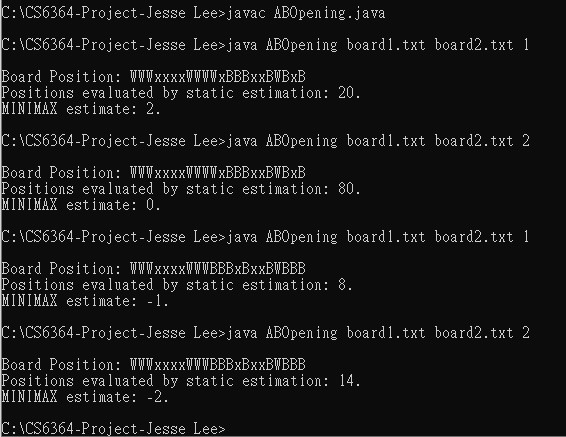 C:\CS6364-Project-Jesse Lee>javac ABOpening.java
C:\CS6364-Project-Jesse Lee>java ABOpening board1.txt board2.txt 1
Board Position: WWWxxxxWWWWxBBBxxBWBxB
Positions evaluated by static estimation: 20.
MINIMAX estimate: 2.
C:\CS6364-Project-Jesse Lee>java ABOpening board1.txt board2.txt 2
Board Position: WWWxxxxWWWWxBBBxxBWBxB
Positions evaluated by static estimation: 80.
MINIMAX estimate: 0.
C:\CS6364-Project-Jesse Lee>java ABOpening board1.txt board2.txt 1
Board Position: WWWxxxxWWWBBBxBxxBWBBB
Positions evaluated by static estimation: 8.
MINIMAX estimate: -1.
C:\CS6364-Project-Jesse Lee>java ABOpening board1.txt board2.txt 2
Board Position: WWWxxxxWWWBBBxBxxBWBBB
Positions evaluated by static estimation: 14.
MINIMAX estimate: -2.
C:\CS6364-Project-Jesse Lee>